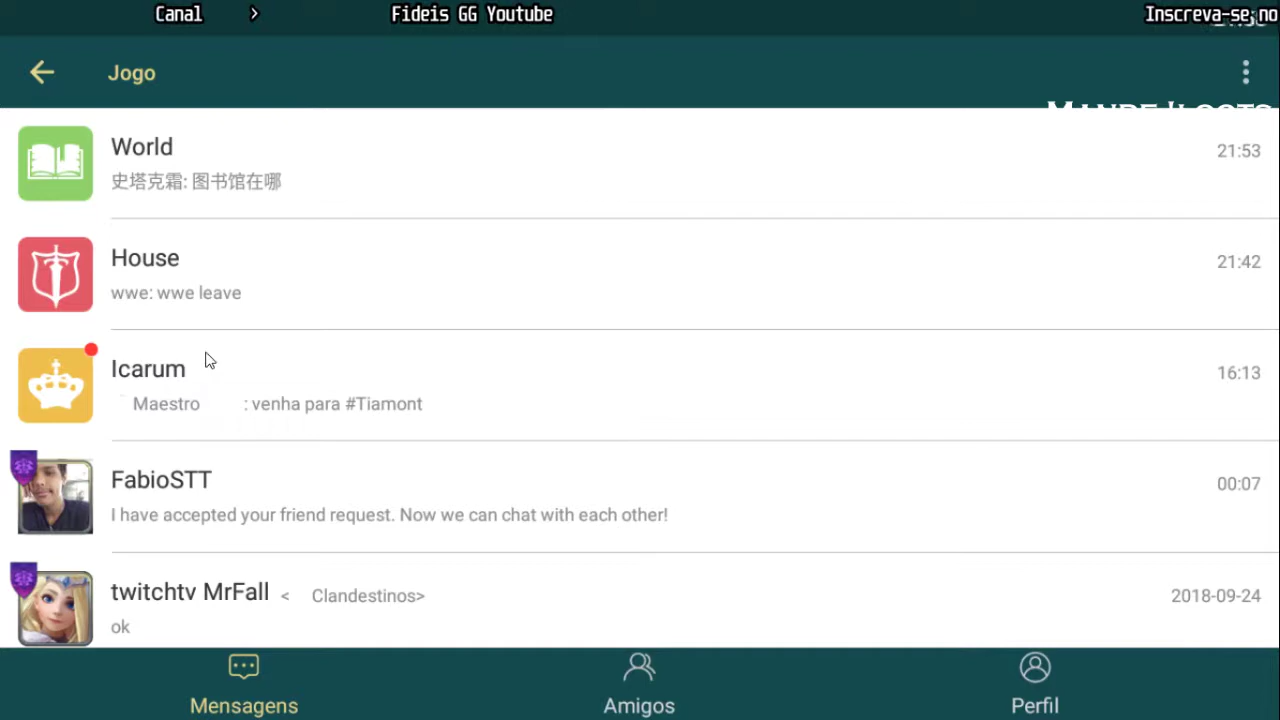 Canal > Fideis GG Youtube Inscreva-se no
Jogo
World 21:53
史塔克霜: 图书馆在哪
House 21:42
wwe: wwe leave
Icarum 16:13
Maestro : venha para #Tiamont
FabioSTT 00:07
I have accepted your friend request. Now we can chat with each other!
twitchtv MrFall < Clandestinos> 2018-09-24
ok
Mensagens Amigos Perfil